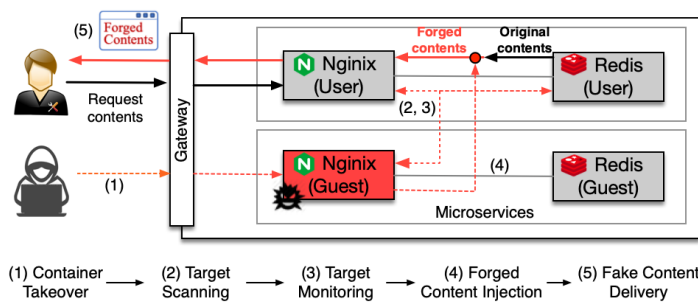 (5)
Forged
Contents
Forged
contents
Original
contents
Nginix
(User)
Redis
(User)
Request
contents
Gateway
(2, 3)
(1)
Nginix
(Guest)
(4)
Redis
(Guest)
Microservices
(1) Container
Takeover
(2) Target
Scanning
(3) Target
Monitoring
(4) Forged
Content Injection
(5) Fake Content
Delivery